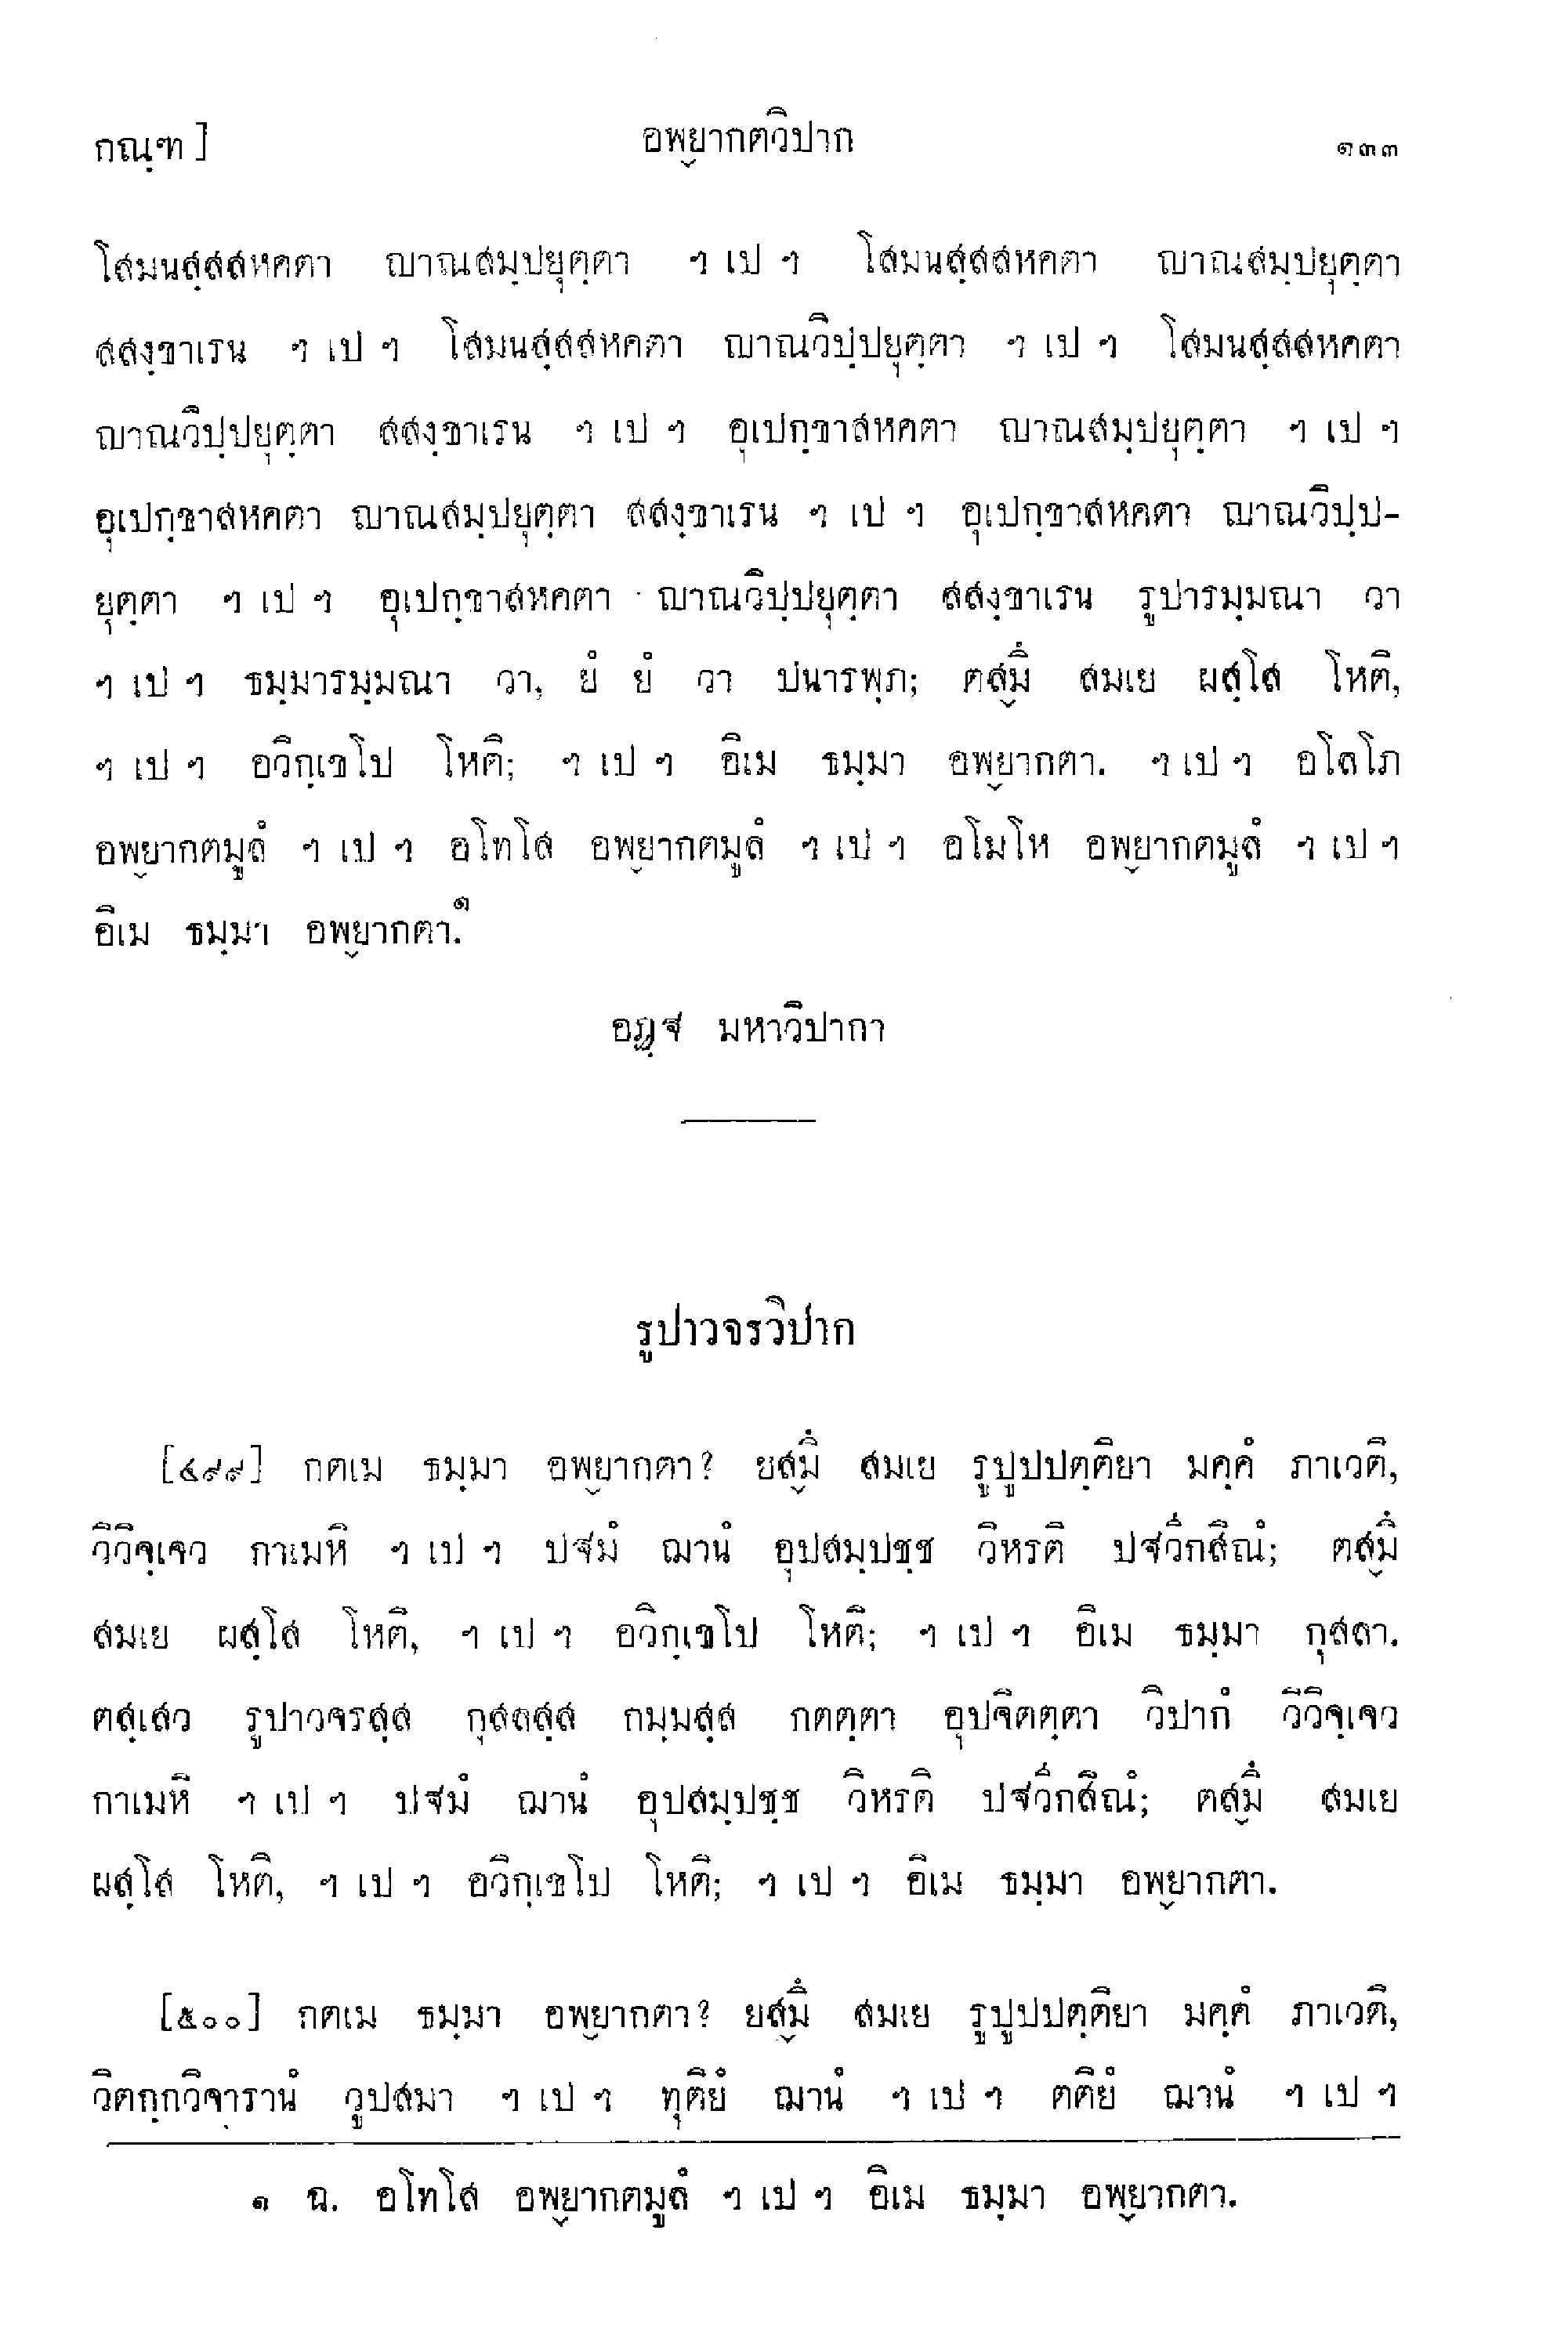 กณฺฑ]
อพฺยากตวิปาก
๑๓๓
โสมนสฺสสหคตา ญาณสมฺปยุตฺตา ฯ เป ฯ โสมนสฺสสหคตา ญาณสมฺปยุตฺตา
สสงฺขาเรน ฯ เป ฯ โสมนสฺสสหคตา ญาณวิปฺปยุตฺตา ฯ เป ฯ โสมนสฺสสหคตา
ญาณวิปฺปยุตฺตา สสงฺขาเรน ฯ เป ฯ อุเปกฺขาสหคตา ญาณสมฺปยุตฺตา ฯ เป ฯ
อุเปกฺขาสหคตา ญาณสมฺปยุตฺตา สสงฺขาเรน ฯ เป ฯ อุเปกฺขาสหคตา ญาณวิปฺป-
ยุตฺตา ฯ เป ฯ อุเปกฺขาสหคตา ญาณวิปฺปยุตฺตา สสงฺขาเรน รูปารมฺมณา วา
ฯ เป ฯ ธมฺมารมฺมณา วา, ยํ ยํ วา ปนารพฺภ; ตสฺมึ สมเย ผสฺโส โหติ,
ฯ เป ฯ อวิกฺเขโป โหติ; ฯ เป ฯ อิเม ธมฺมา อพฺยากตา. ฯ เป ฯ อโลโภ
อพฺยากตมูลํ ฯ เป ฯ อโทโส อพฺยากตมูลํ ฯ เป ฯ อโมโห อพฺยากตมูลํ ฯ เป ฯ
อิเม ธมฺมา อพฺยากตา.๑
อฏฺฐ มหาวิปากา
รูปาวจรวิปาก
[๔๙๙] กตเม ธมฺมา อพฺยากตา? ยสฺมึ สมเย รูปูปปตฺติยา มคฺคํ ภาเวติ,
วิวิจฺเจว กาเมหิ ฯ เป ฯ ปฐมํ ฌานํ อุปสมฺปชฺช วิหรติ ปฐวีกสิณํ; ตสฺมึ
สมเย ผสฺโส โหติ, ฯ เป ฯ อวิกฺเขโป โหติ; ฯ เป ฯ อิเม ธมฺมา กุสลา.
ตสฺเสว รูปาวจรสฺส กุสลสฺส กมฺมสฺส กตตฺตา อุปจิตตฺตา วิปากํ วิวิจฺเจว
กาเมหิ ฯ เป ฯ ปฐมํ ฌานํ อุปสมฺปชฺช วิหรติ ปฐวีกสิณํ; ตสฺมึ สมเย
ผสฺโส โหติ, ฯ เป ฯ อวิกฺเขโป โหติ; ฯ เป ฯ อิเม ธมฺมา อพฺยากตา.
[๕๐๐] กตเม ธมฺมา อพฺยากตา? ยสฺมึ สมเย รูปูปปตฺติยา มคฺคํ ภาเวติ,
วิตกฺกวิจารานํ วูปสมา ฯ เป ฯ ทุติยํ ฌานํ ฯ เป ฯ ตติยํ ฌานํ ฯ เป ฯ
๑ ฉ. อโทโส อพฺยากตมูลํ ฯ เป ฯ อิเม ธมฺมา อพฺยากตา.